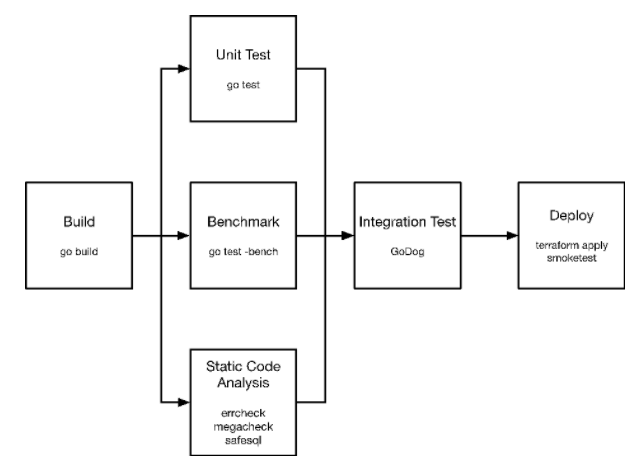 Unit Test
go test
Build
go build
Benchmark
go test -bench
Integration Test
GoDog
Deploy
terraform apply
smoketest
Static Code
Analysis
errcheck
megacheck
safesql